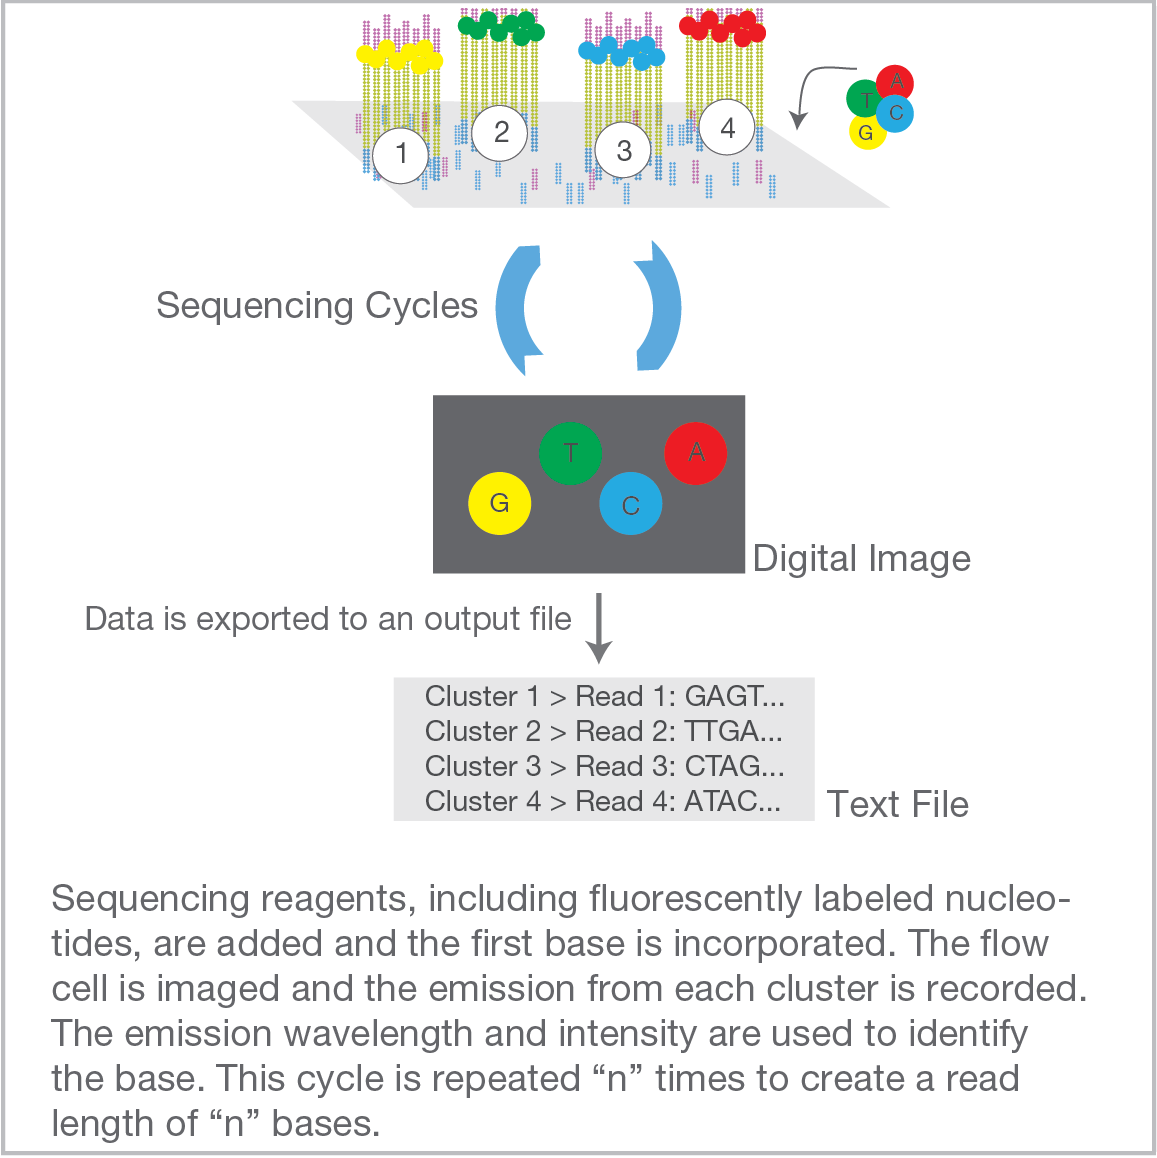 1
2
3
4
A
T
C
G
Sequencing Cycles
T
A
G
C
Digital Image
Data is exported to an output file
Cluster 1 > Read 1: GAGT...
Cluster 2 > Read 2: TTGA...
Cluster 3 > Read 3: CTAG...
Cluster 4 > Read 4: ATAC...
Text File
Sequencing reagents, including fluorescently labeled nucleo-
tides, are added and the first base is incorporated. The flow
cell is imaged and the emission from each cluster is recorded.
The emission wavelength and intensity are used to identify
the base. This cycle is repeated “n” times to create a read
length of “n” bases.